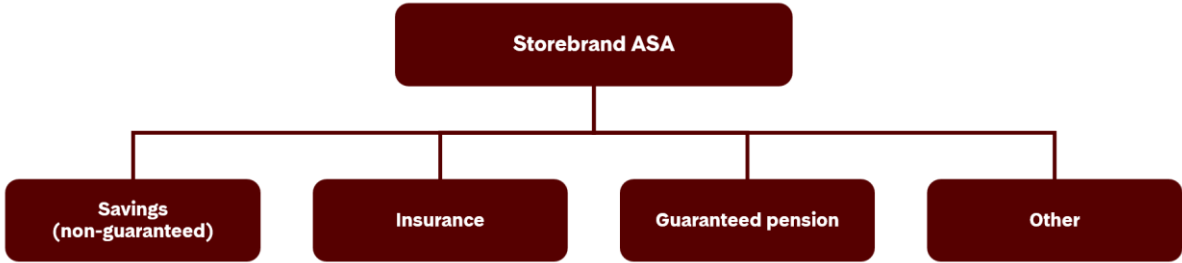 Storebrand ASA
Savings
(non-guaranteed)
Insurance
Guaranteed pension
Other